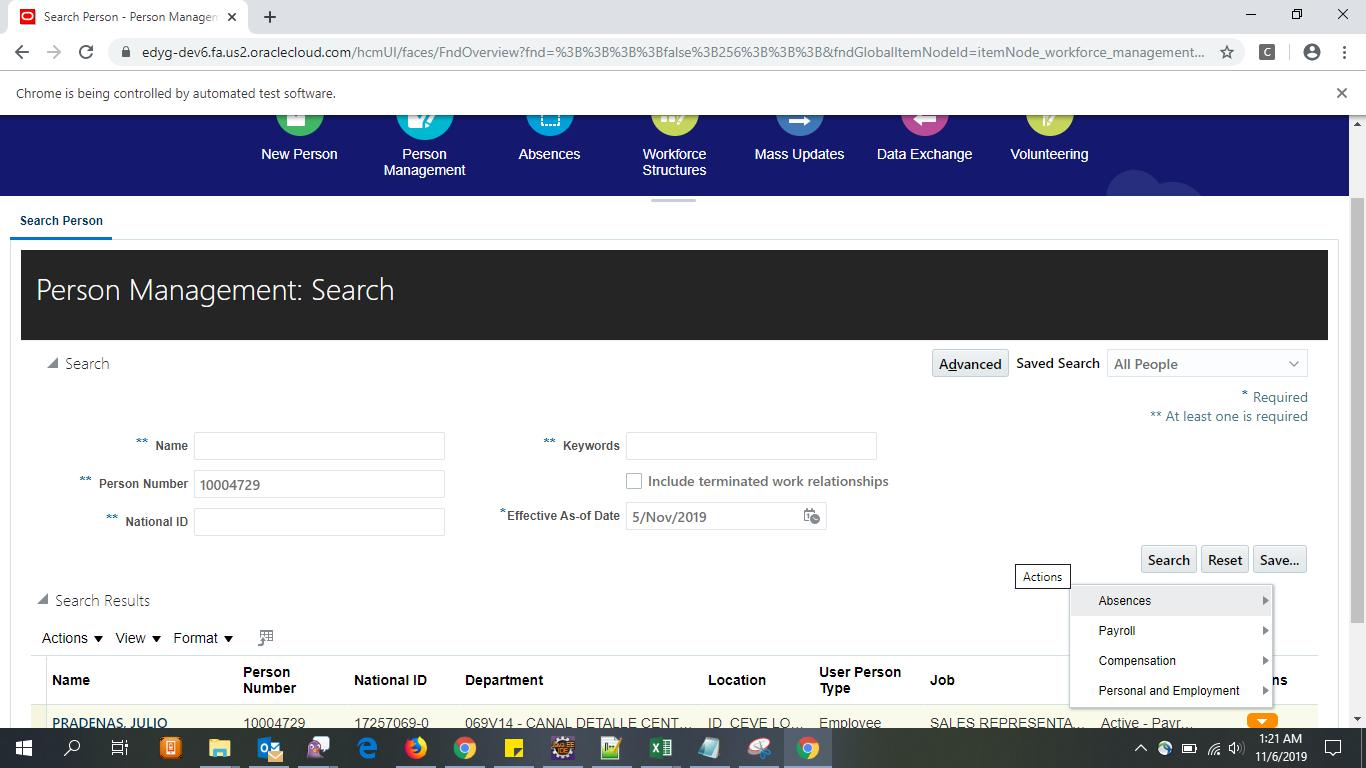 Search Person - Person Managem
edyg-dev6.fa.us2.oraclecloud.com/hcmUI/faces/FndOverview?fnd=%3B%3B%3B%3Bfalse%3B256%3B%3B%3B&fndGlobalItemNodeId=itemNode_workforce_management...
C
Chrome is being controlled by automated test software.
New Person
Person Management
Absences
Workforce Structures
Mass Updates
Data Exchange
Volunteering
Search Person
Person Management: Search
Search
Advanced Saved Search All People
* Required
** At least one is required
** Name
** Keywords
** Person Number 10004729
Include terminated work relationships
** National ID
*Effective As-of Date 5/Nov/2019
Search Reset Save...
Actions
Absences
Payroll
Compensation
Personal and Employment
Search Results
Actions View Format
Name Person Number National ID Department Location User Person Type Job ns
PRADENAS, JULIO 10004729 17257069-0 069V14 - CANAL DETALLE CENT... ID_CEVE LO... Employee SALES REPRESENTA... Active - Payr...
1:21 AM
11/6/2019